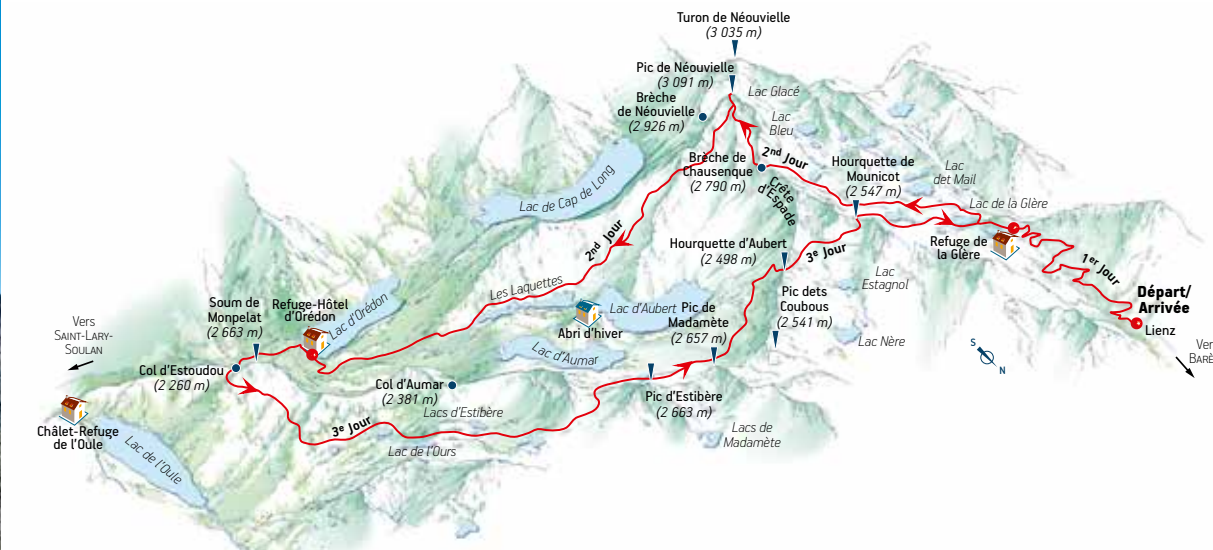 Turon de Néouvielle
(3 035 m)
Pic de Néouvielle
(3 091 m)
Lac Glacé
Brèche
de Néouvielle
(2 926 m)
Lac
Bleu
2nd Jour
Brèche de
Chausenque
(2 790 m)
Crête
d'Espade
Hourquette de
Mounicot
(2 547 m)
Lac
det Mail
Lac de la Glère
Lac de Cap de Long
Refuge de
la Glère
1er Jour
Départ/
Arrivée
Lienz
Hourquette d'Aubert
(2 498 m)
3e Jour
2nd Jour
Lac
Estagnol
Les Laquettes
Pic dets
Coubous
(2 541 m)
Lac d'Aubert
Abri d'hiver
Pic de
Madamète
(2 657 m)
Lac Nère
S
N
Soum de
Monpelat
(2 663 m)
Refuge-Hôtel
d'Orédon
Lac d'Orédon
Vers
SAINT-LARY-
SOULAN
Lac d'Aumar
Col d'Estoudou
(2 260 m)
Col d'Aumar
(2 381 m)
Pic d'Estibère
(2 663 m)
Lacs d'Estibère
3e Jour
Châlet-Refuge
de l'Oule
Lac de l'Oule
Lac de l'Ours
Lacs de
Madamète